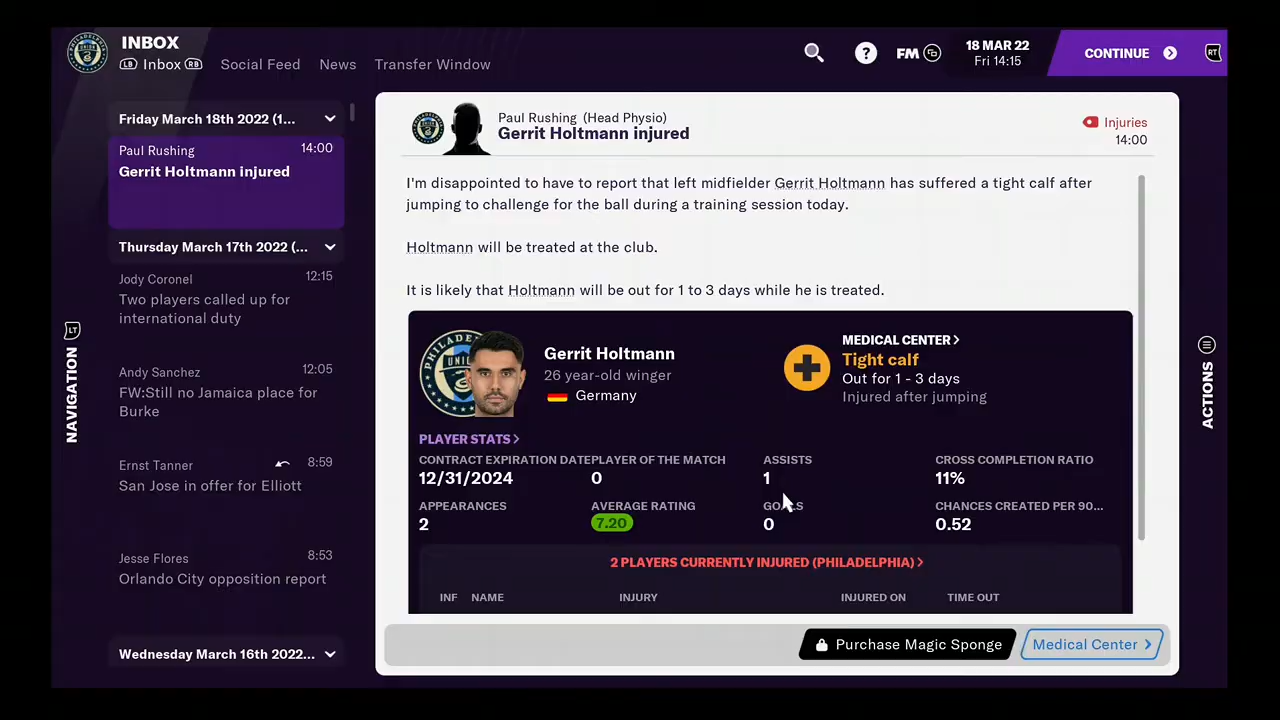 INBOX
LB Inbox RB
Social Feed
News
Transfer Window
FM
18 MAR 22
Fri 14:15
CONTINUE
RT
Friday March 18th 2022 (1...
Paul Rushing 14:00
Gerrit Holtmann injured
Thursday March 17th 2022 (...
Jody Coronel 12:15
Two players called up for
international duty
Andy Sanchez 12:05
FW:Still no Jamaica place for
Burke
Ernst Tanner 8:59
San Jose in offer for Elliott
Jesse Flores 8:53
Orlando City opposition report
Wednesday March 16th 2022...
LT
NAVIGATION
Paul Rushing (Head Physio)
Gerrit Holtmann injured
Injuries
14:00
I'm disappointed to have to report that left midfielder Gerrit Holtmann has suffered a tight calf after
jumping to challenge for the ball during a training session today.
Holtmann will be treated at the club.
It is likely that Holtmann will be out for 1 to 3 days while he is treated.
Gerrit Holtmann
26 year-old winger
Germany
MEDICAL CENTER
Tight calf
Out for 1 - 3 days
Injured after jumping
PLAYER STATS
CONTRACT EXPIRATION DATE PLAYER OF THE MATCH ASSISTS CROSS COMPLETION RATIO
12/31/2024 0 1 11%
APPEARANCES AVERAGE RATING GOALS CHANCES CREATED PER 90...
2 7.20 0 0.52
2 PLAYERS CURRENTLY INJURED (PHILADELPHIA)
INF NAME INJURY INJURED ON TIME OUT
Purchase Magic Sponge
Medical Center
ACTIONS